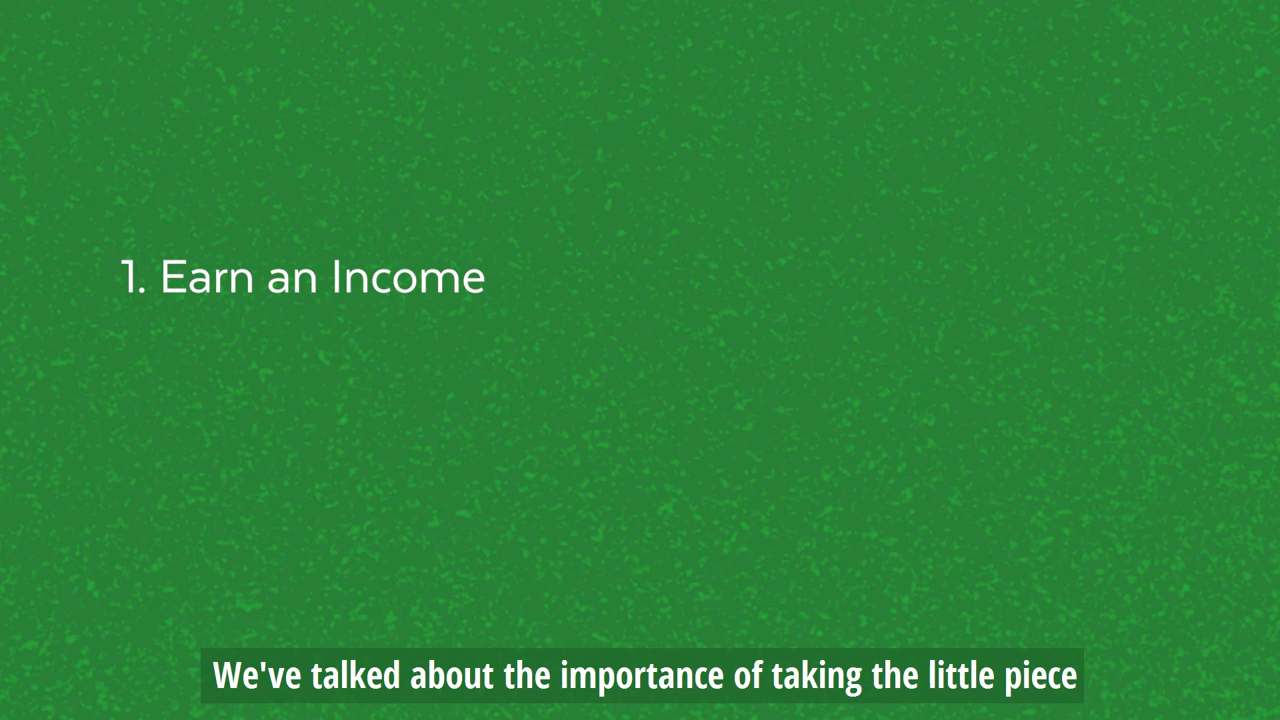 1. Earn an Income
We've talked about the importance of taking the little piece